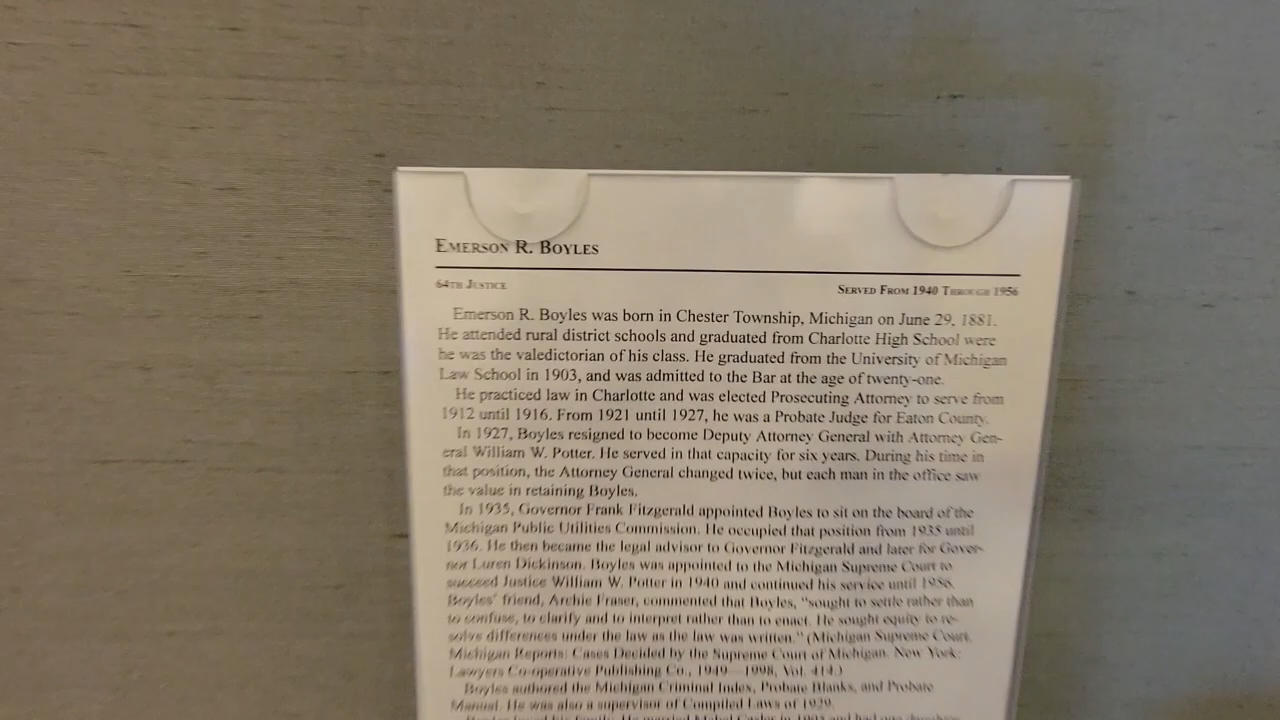 EMERSON R. BOYLES
64TH JUSTICE
SERVED FROM 1940 THROUGH 1956
Emerson R. Boyles was born in Chester Township, Michigan on June 29, 1881.
He attended rural district schools and graduated from Charlotte High School were
he was the valedictorian of his class. He graduated from the University of Michigan
Law School in 1903, and was admitted to the Bar at the age of twenty-one.
He practiced law in Charlotte and was elected Prosecuting Attorney to serve from
1912 until 1916. From 1921 until 1927, he was a Probate Judge for Eaton County.
In 1927, Boyles resigned to become Deputy Attorney General with Attorney Gen-
eral William W. Potter. He served in that capacity for six years. During his time in
that position, the Attorney General changed twice, but each man in the office saw
the value in retaining Boyles.
In 1935, Governor Frank Fitzgerald appointed Boyles to sit on the board of the
Michigan Public Utilities Commission. He occupied that position from 1935 until
1936. He then became the legal advisor to Governor Fitzgerald and later for Gover-
nor Luren Dickinson. Boyles was appointed to the Michigan Supreme Court to
succeed Justice William W. Potter in 1940 and continued his service until 1956.
Boyles' friend, Archie Fraser, commented that Boyles, "sought to settle rather than
to confuse, to clarify and to interpret rather than to enact. He sought equity to re-
solve differences under the law as the law was written." (Michigan Supreme Court.
Michigan Reports: Cases Decided by the Supreme Court of Michigan. New York:
Lawyers Co-operative Publishing Co., 1949—1998, Vol. 414.)
Boyles authored the Michigan Criminal Index, Probate Blanks, and Probate
Manual. He was also a supervisor of Compiled Laws of 1929.